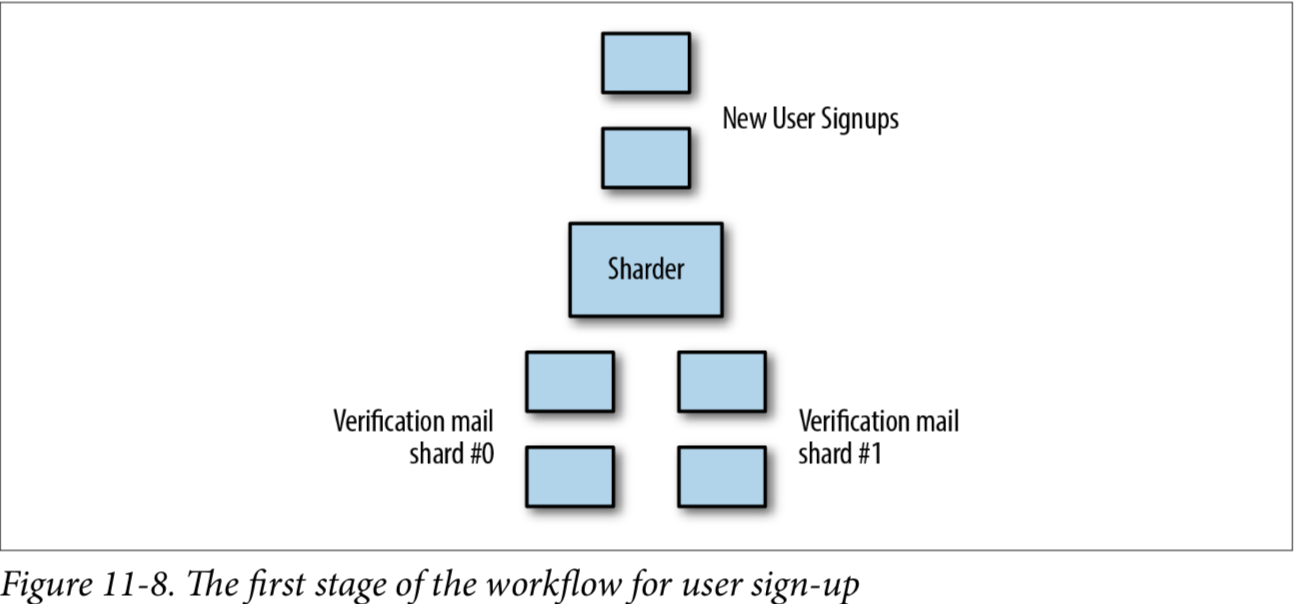 New User Signups
Sharder
Verification mail
shard #0
Verification mail
shard #1
Figure 11-8. The first stage of the workflow for user sign-up